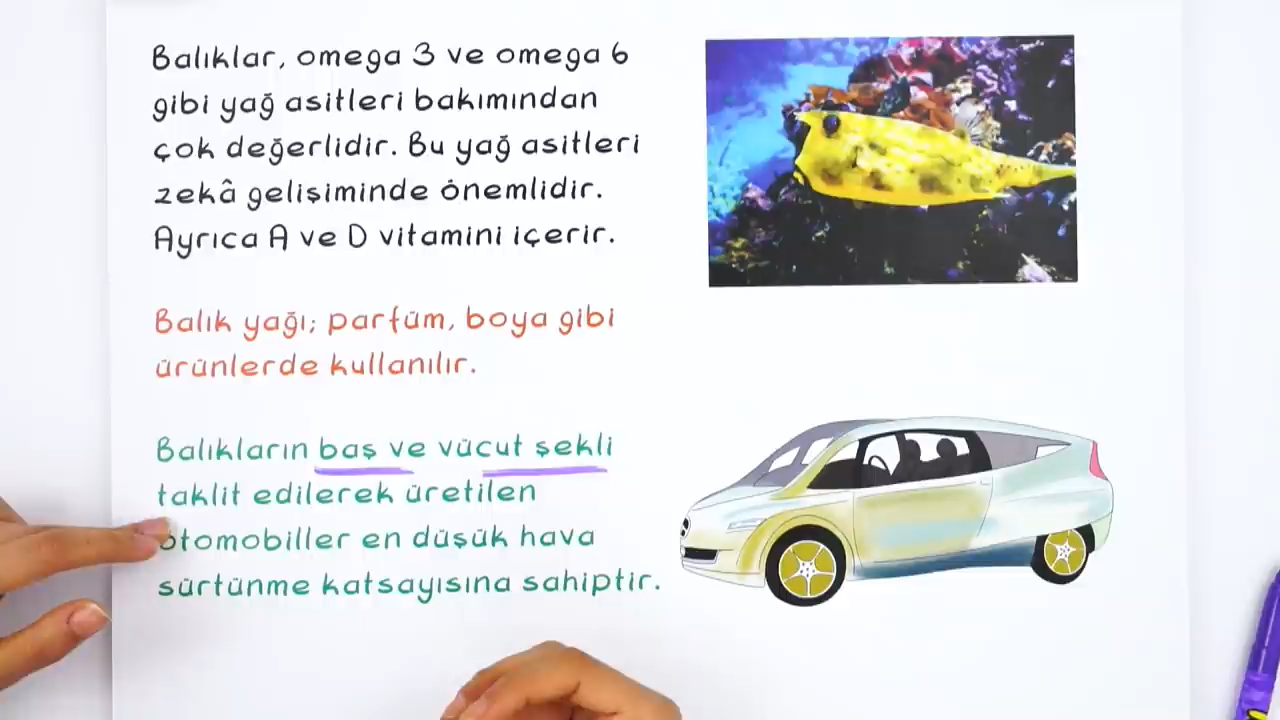 Balıklar, omega 3 ve omega 6
gibi yağ asitleri bakımından
çok değerlidir. Bu yağ asitleri
zekâ gelişiminde önemlidir.
Ayrıca A ve D vitamini içerir.
Balık yağı; parfüm, boya gibi
ürünlerde kullanılır.
Balıkların baş ve vücut şekli
taklit edilerek üretilen
otomobiller en düşük hava
sürtünme katsayısına sahiptir.